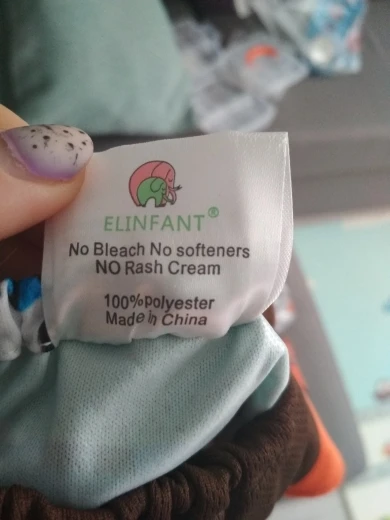 ELINFANT®
No Bleach No softeners
NO Rash Cream
100%polyester
Made in China